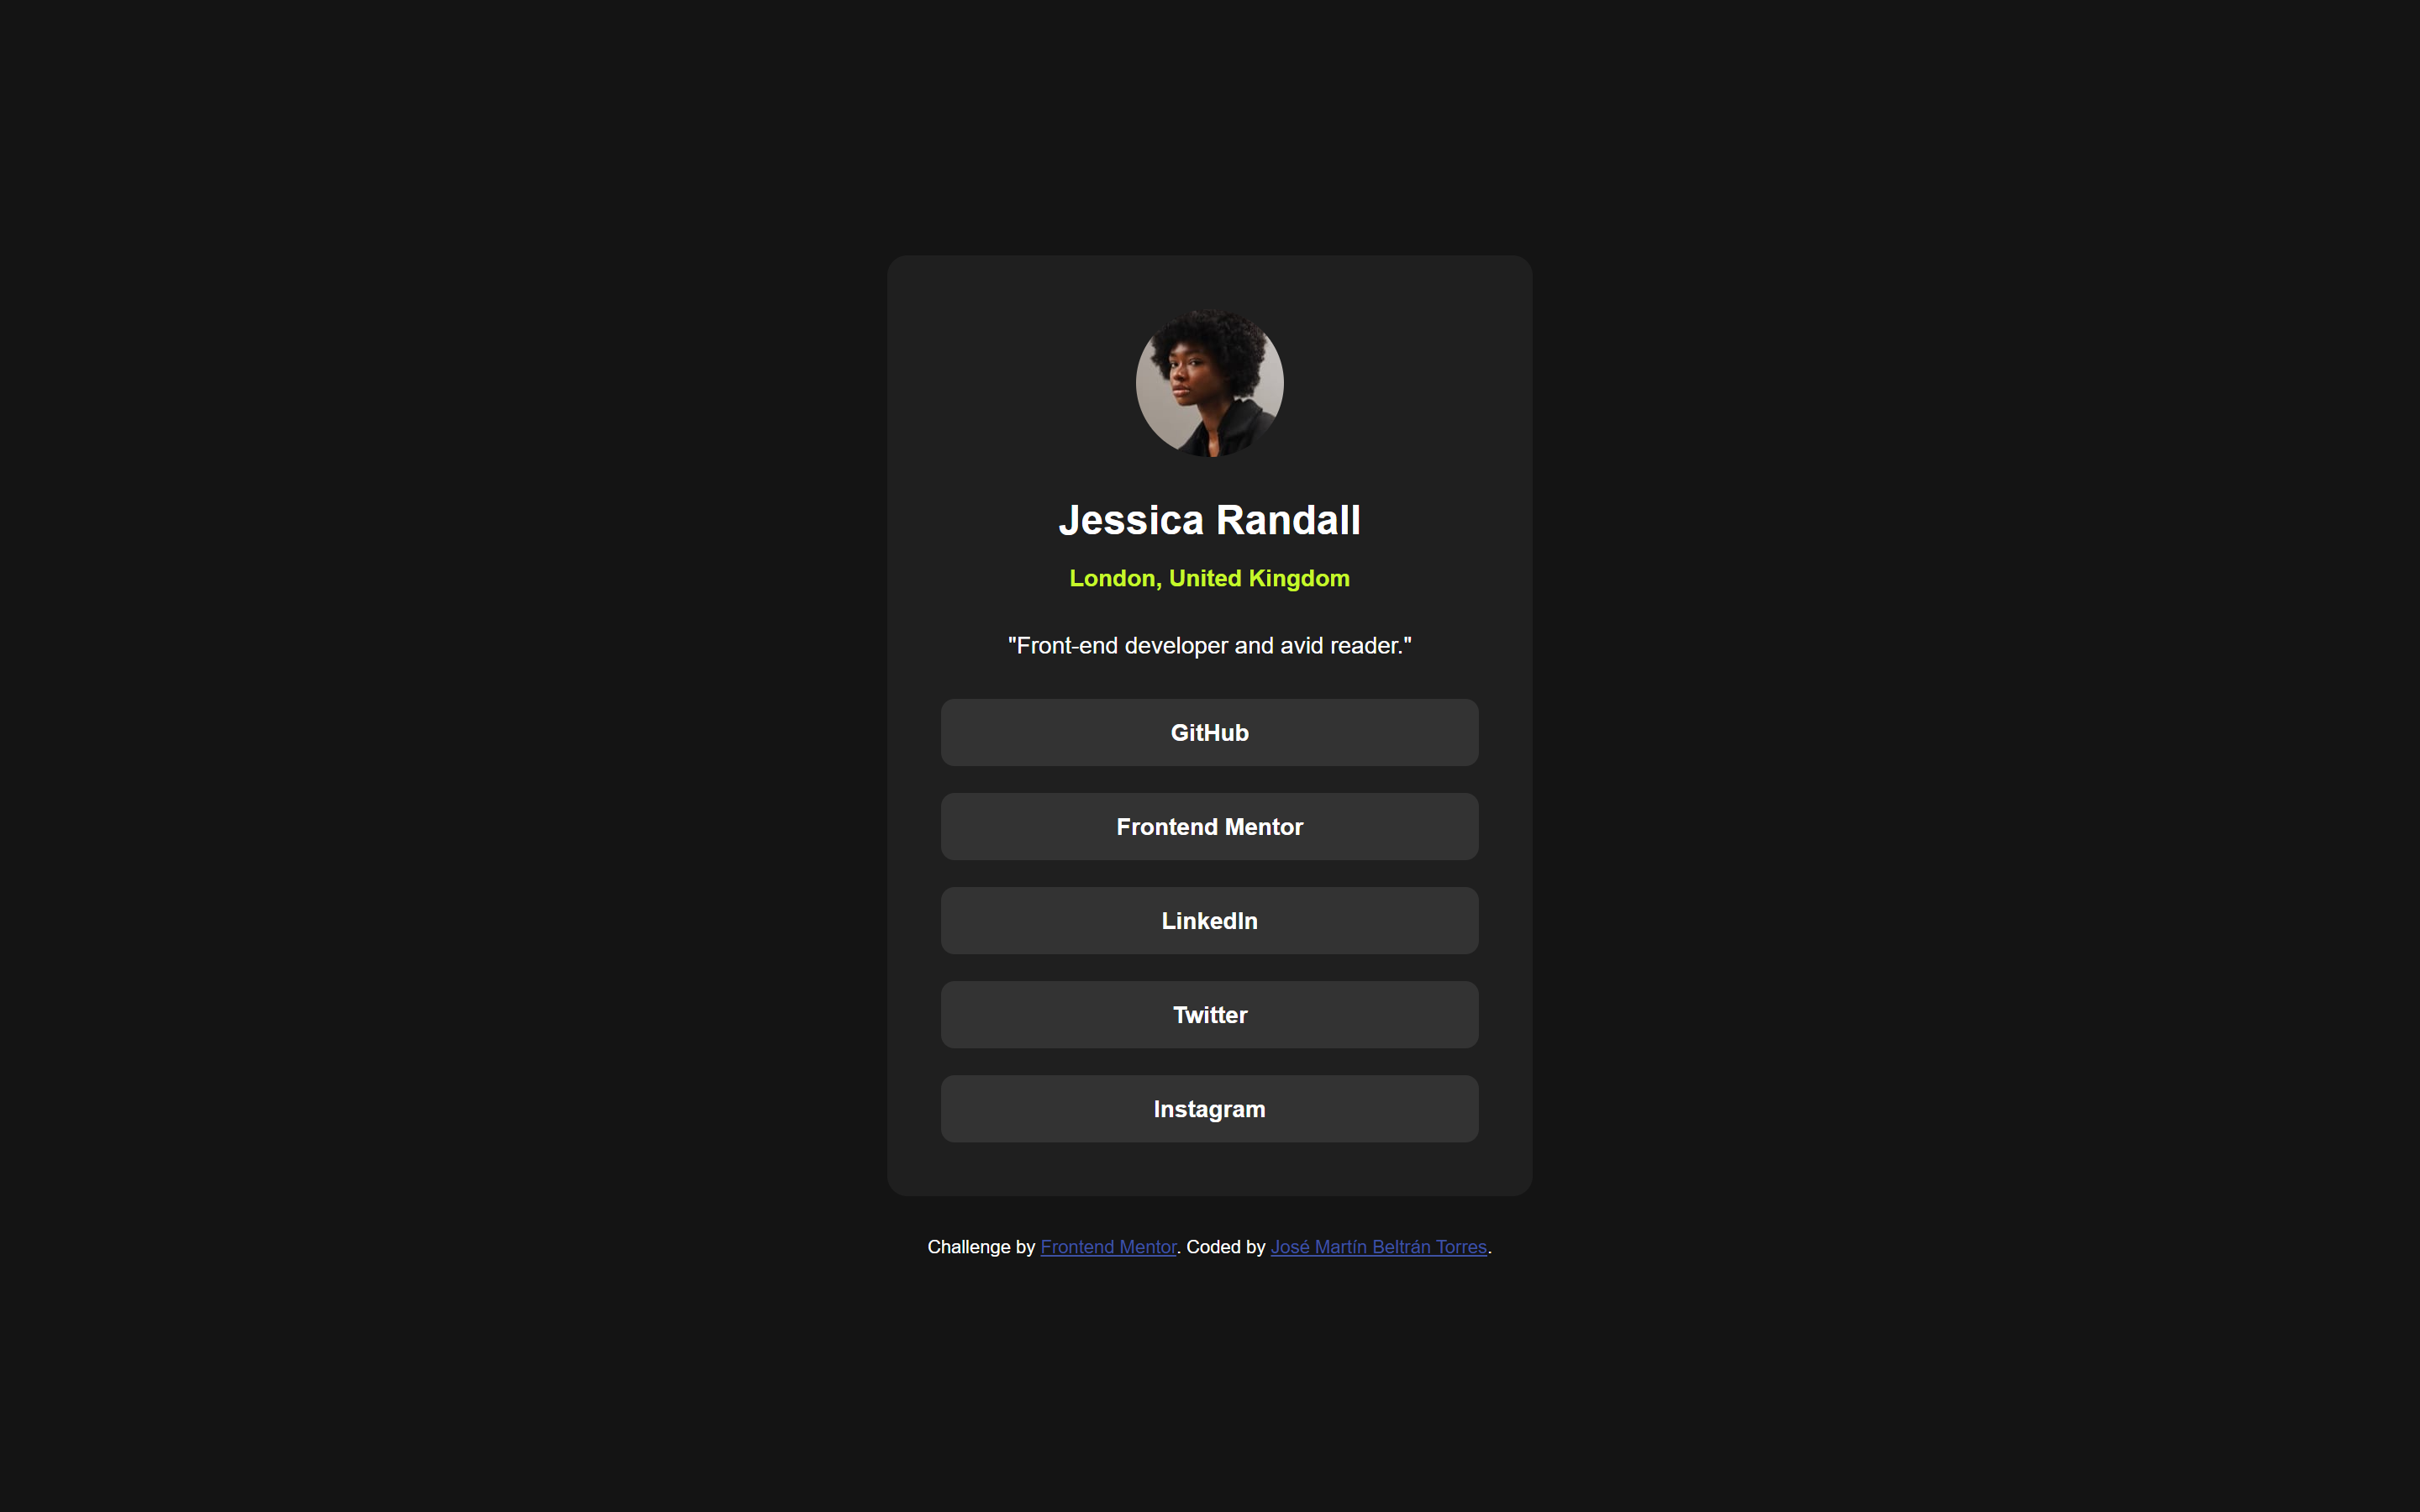 Jessica Randall
London, United Kingdom
"Front-end developer and avid reader."
GitHub
Frontend Mentor
LinkedIn
Twitter
Instagram
Challenge by Frontend Mentor. Coded by José Martín Beltrán Torres.